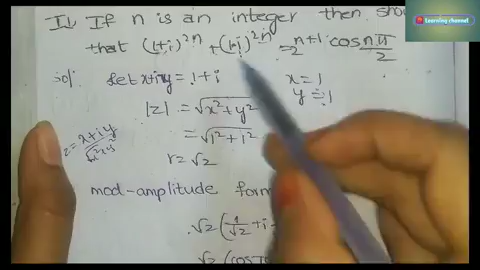 I↓ If n is an integer then show
that (1+i)²ⁿ + (1-i)²ⁿ = 2ⁿ⁺¹ cos nπ/2
sol Let x+iy = 1+i x = 1
y = 1
|z| = √x²+y²
z = x+iy/√x²+y²
= √1²+1²
r = √2
mod-amplitude form
√2 (1/√2 + i
√2 (cos
Learning channel